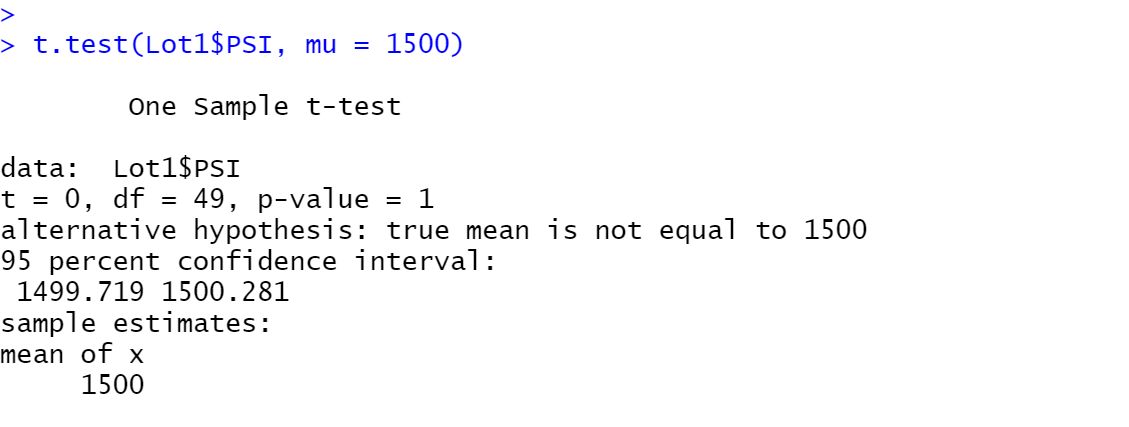 >
> t.test(Lot1$PSI, mu = 1500)
One Sample t-test
data:  Lot1$PSI
t = 0, df = 49, p-value = 1
alternative hypothesis: true mean is not equal to 1500
95 percent confidence interval:
 1499.719 1500.281
sample estimates:
mean of x
     1500